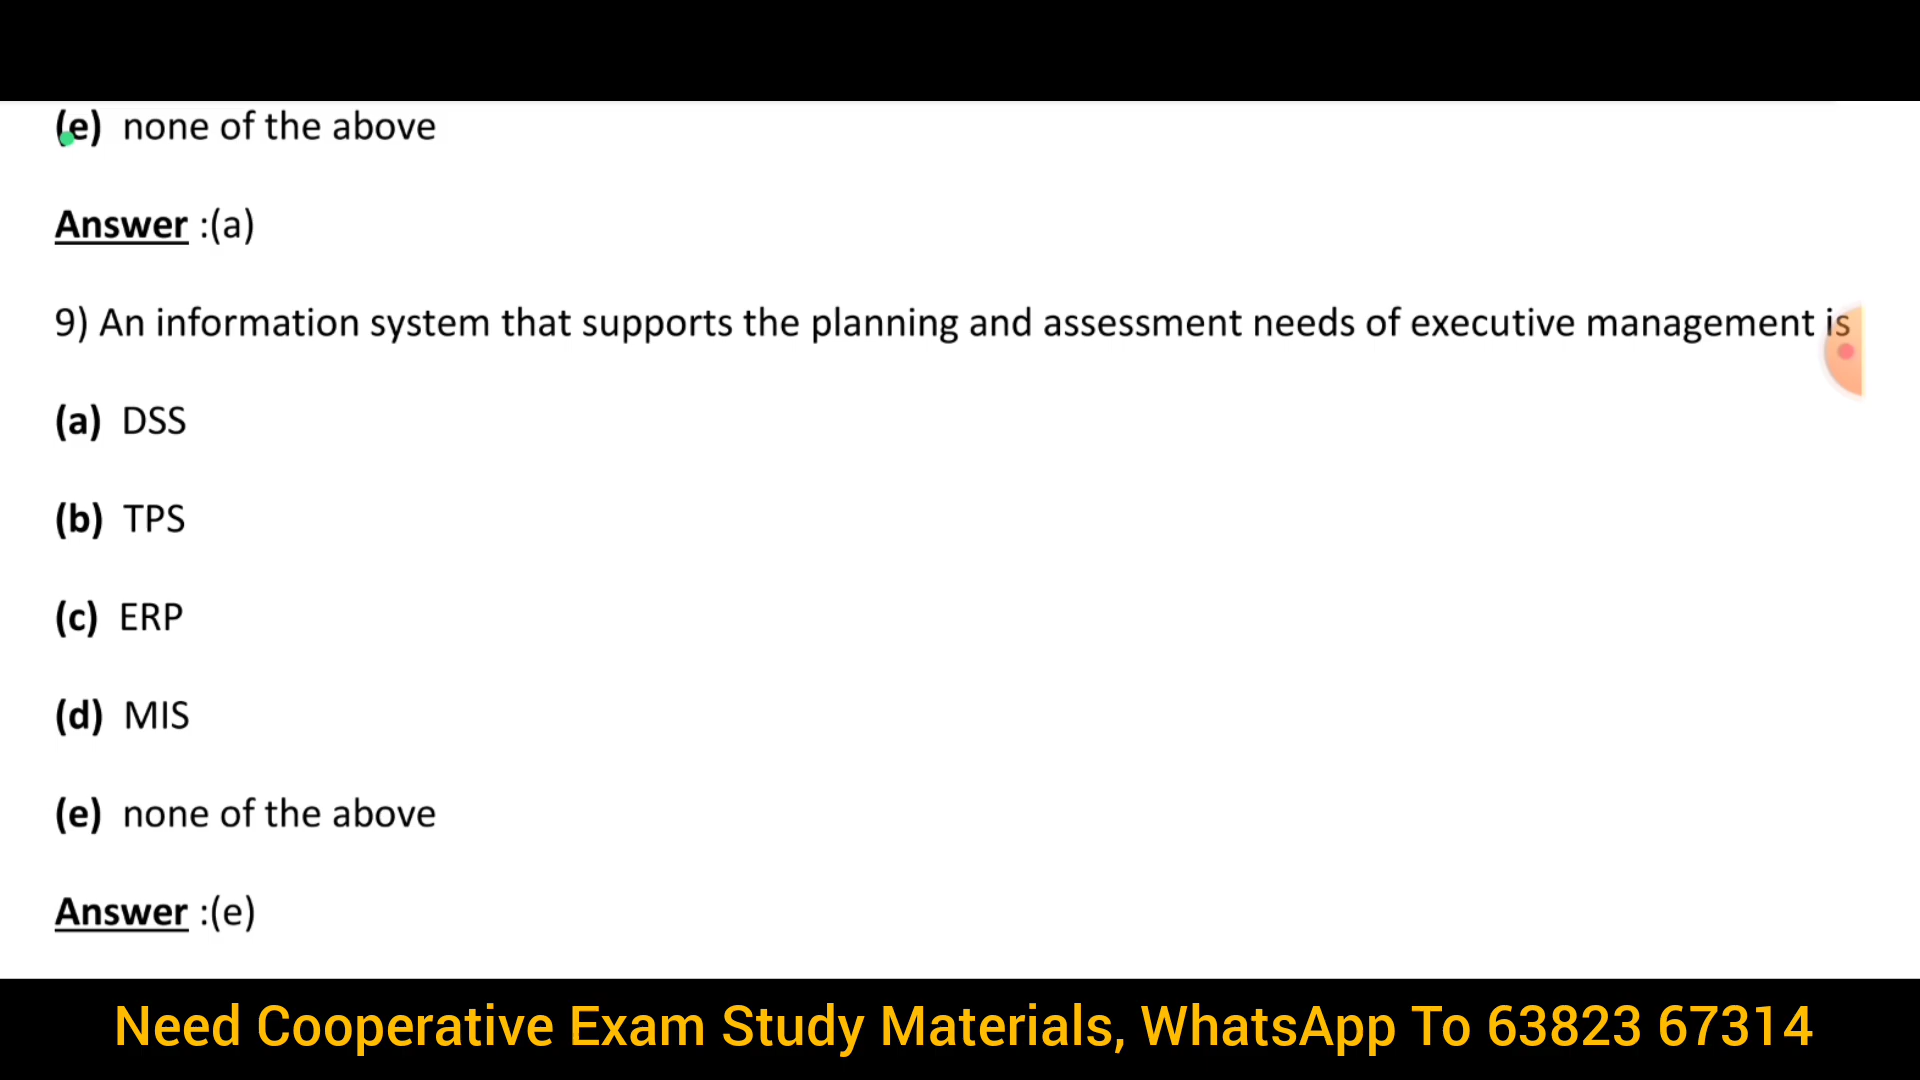 (e) none of the above
Answer :(a)
9) An information system that supports the planning and assessment needs of executive management is
(a) DSS
(b) TPS
(c) ERP
(d) MIS
(e) none of the above
Answer :(e)
Need Cooperative Exam Study Materials, WhatsApp To 63823 67314